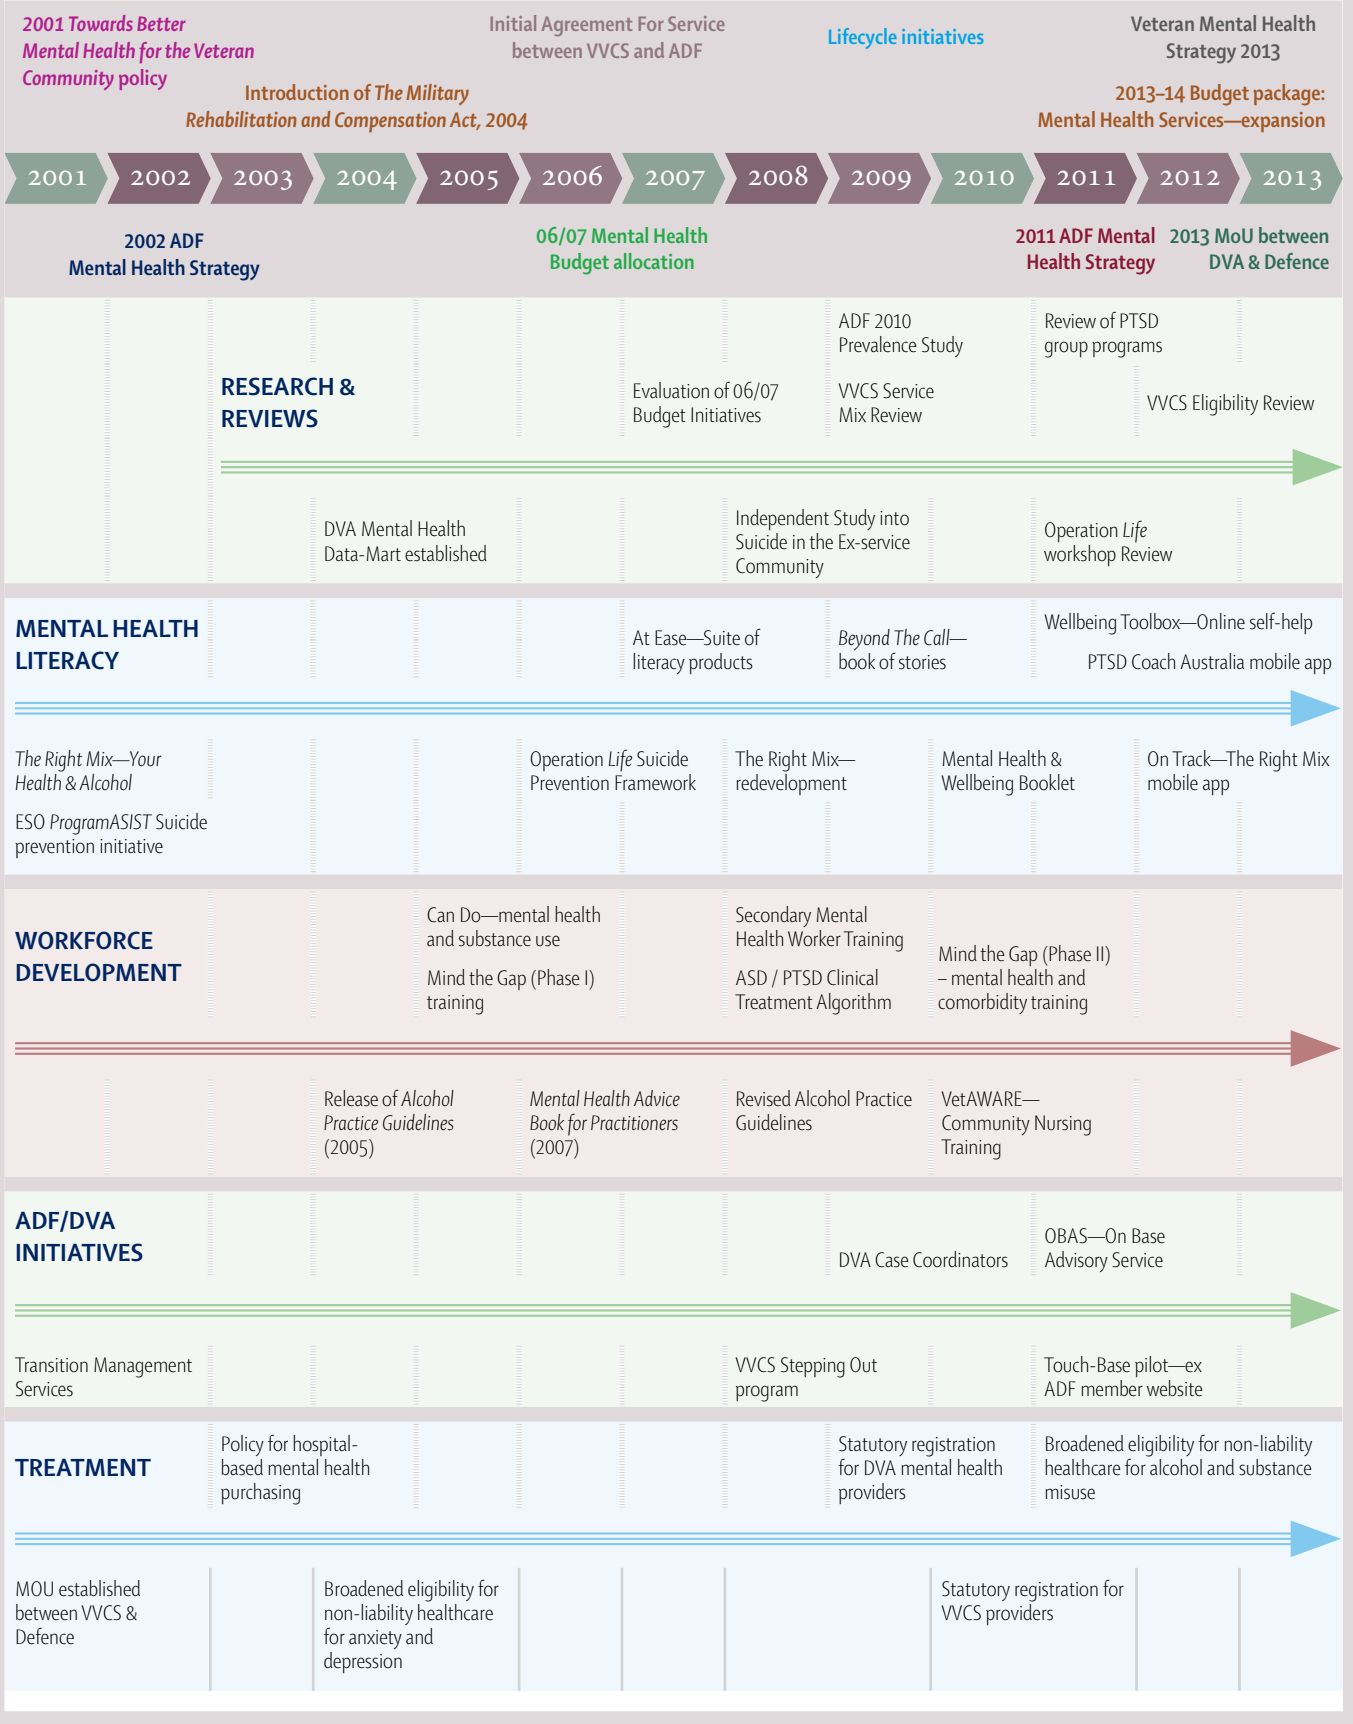 2001 Towards Better
Mental Health for the Veteran
Community policy
Initial Agreement For Service
between VVCS and ADF
Lifecycle initiatives
Veteran Mental Health
Strategy 2013
Introduction of The Military
Rehabilitation and Compensation Act, 2004
2013–14 Budget package:
Mental Health Services—expansion
2001 2002 2003 2004 2005 2006 2007 2008 2009 2010 2011 2012 2013
2002 ADF
Mental Health Strategy
06/07 Mental Health
Budget allocation
2011 ADF Mental
Health Strategy
2013 MoU between
DVA & Defence
RESEARCH &
REVIEWS
ADF 2010
Prevalence Study
Review of PTSD
group programs
Evaluation of 06/07
Budget Initiatives
VVCS Service
Mix Review
VVCS Eligibility Review
DVA Mental Health
Data-Mart established
Independent Study into
Suicide in the Ex-service
Community
Operation Life
workshop Review
MENTAL HEALTH
LITERACY
At Ease—Suite of
literacy products
Beyond The Call—
book of stories
Wellbeing Toolbox—Online self-help
PTSD Coach Australia mobile app
The Right Mix—Your
Health & Alcohol
ESO ProgramASIST Suicide
prevention initiative
Operation Life Suicide
Prevention Framework
The Right Mix—
redevelopment
Mental Health &
Wellbeing Booklet
On Track—The Right Mix
mobile app
WORKFORCE
DEVELOPMENT
Can Do—mental health
and substance use
Mind the Gap (Phase I)
training
Secondary Mental
Health Worker Training
ASD / PTSD Clinical
Treatment Algorithm
Mind the Gap (Phase II)
– mental health and
comorbidity training
Release of Alcohol
Practice Guidelines
(2005)
Mental Health Advice
Book for Practitioners
(2007)
Revised Alcohol Practice
Guidelines
VetAWARE—
Community Nursing
Training
ADF/DVA
INITIATIVES
DVA Case Coordinators
OBAS—On Base
Advisory Service
Transition Management
Services
VVCS Stepping Out
program
Touch-Base pilot—ex
ADF member website
TREATMENT
Policy for hospital-
based mental health
purchasing
Statutory registration
for DVA mental health
providers
Broadened eligibility for non-liability
healthcare for alcohol and substance
misuse
MOU established
between VVCS &
Defence
Broadened eligibility for
non-liability healthcare
for anxiety and
depression
Statutory registration for
VVCS providers